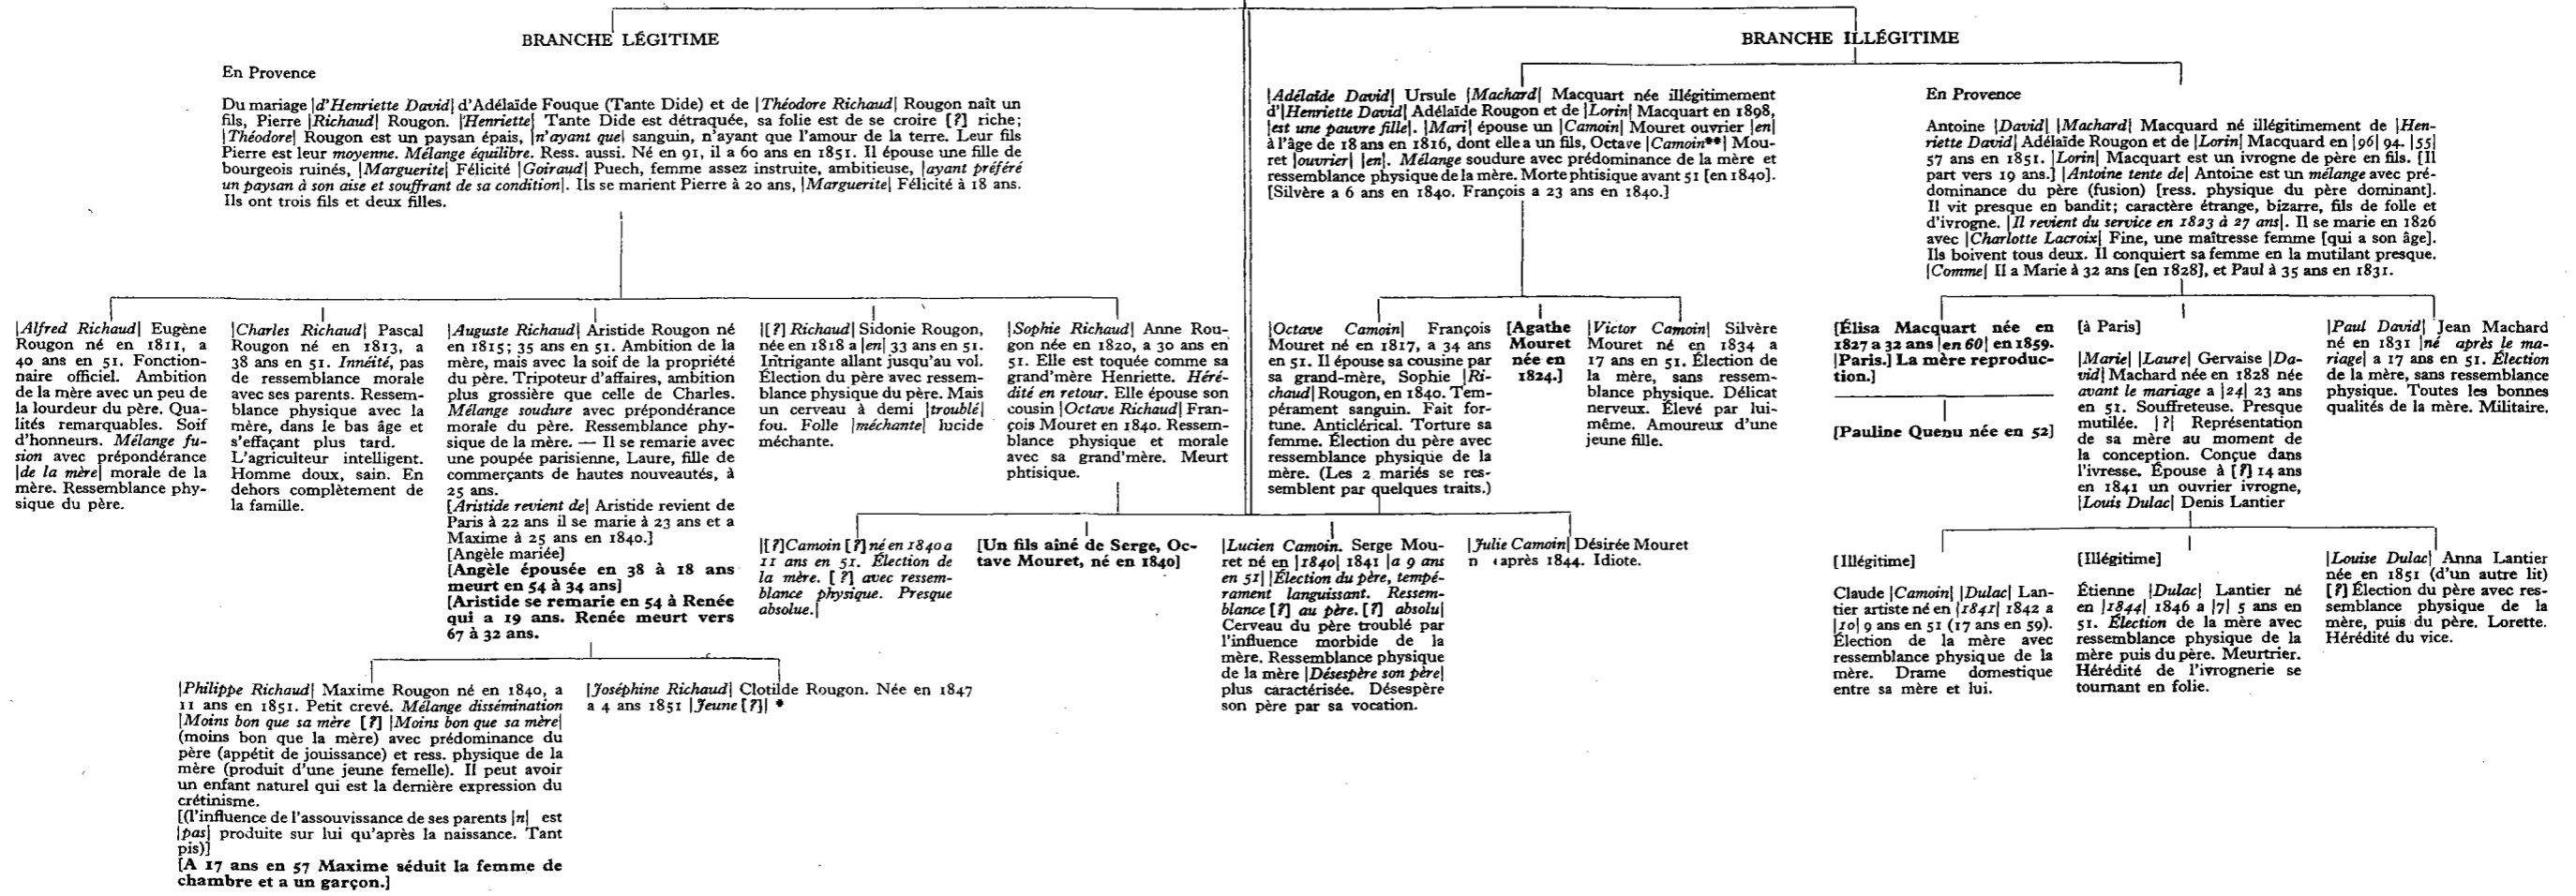 BRANCHE LÉGITIME
En Provence
Du mariage |d'Henriette David| d'Adélaïde Fouque (Tante Dide) et de |Théodore Richaud| Rougon naît un
fils, Pierre |Richaud| Rougon. |Henriette| Tante Dide est détraquée, sa folie est de se croire [?] riche;
|Théodore| Rougon est un paysan épais, |n'ayant que| sanguin, n'ayant que l'amour de la terre. Leur fils
Pierre est leur moyenne. Mélange équilibre. Ress. aussi. Né en 91, il a 60 ans en 1851. Il épouse une fille de
bourgeois ruinés, |Marguerite| Félicité |Goiraud| Puech, femme assez instruite, ambitieuse, |ayant préféré
un paysan à son aise et souffrant de sa condition|. Ils se marient Pierre à 20 ans, |Marguerite| Félicité à 18 ans.
Ils ont trois fils et deux filles.
BRANCHE ILLÉGITIME
|Adélaïde David| Ursule |Machard| Macquart née illégitimement
d'|Henriette David| Adélaïde Rougon et de |Lorin| Macquart en 1898,
|est une pauvre fille|. |Mari| épouse un |Camoin| Mouret ouvrier |en|
à l'âge de 18 ans en 1816, dont elle a un fils, Octave |Camoin**| Mou-
ret |ouvrier| |en|. Mélange soudure avec prédominance de la mère et
ressemblance physique de la mère. Morte phtisique avant 51 [en 1840].
[Silvère a 6 ans en 1840. François a 23 ans en 1840.]
En Provence
Antoine |David| |Machard| Macquard né illégitimement de |Hen-
riette David| Adélaïde Rougon et de |Lorin| Macquard en |96| 94. |55|
57 ans en 1851. |Lorin| Macquart est un ivrogne de père en fils. [Il
part vers 19 ans.] |Antoine tente de| Antoine est un mélange avec pré-
dominance du père (fusion) [ress. physique du père dominant].
Il vit presque en bandit; caractère étrange, bizarre, fils de folle et
d'ivrogne. |Il revient du service en 1823 à 27 ans|. Il se marie en 1826
avec |Charlotte Lacroix| Fine, une maîtresse femme [qui a son âge].
Ils boivent tous deux. Il conquiert sa femme en la mutilant presque.
|Comme| Il a Marie à 32 ans [en 1828], et Paul à 35 ans en 1831.
|Alfred Richaud| Eugène
Rougon né en 1811, a
40 ans en 51. Fonction-
naire officiel. Ambition
de la mère avec un peu de
la lourdeur du père. Qua-
lités remarquables. Soif
d'honneurs. Mélange fu-
sion avec prépondérance
|de la mère| morale de la
mère. Ressemblance phy-
sique du père.
|Charles Richaud| Pascal
Rougon né en 1813, a
38 ans en 51. Innéité, pas
de ressemblance morale
avec ses parents. Ressem-
blance physique avec la
mère, dans le bas âge et
s'effaçant plus tard.
L'agriculteur intelligent.
Homme doux, sain. En
dehors complètement de
la famille.
|Auguste Richaud| Aristide Rougon né
en 1815; 35 ans en 51. Ambition de la
mère, mais avec la soif de la propriété
du père. Tripoteur d'affaires, ambition
plus grossière que celle de Charles.
Mélange soudure avec prépondérance
morale du père. Ressemblance phy-
sique de la mère. — Il se remarie avec
une poupée parisienne, Laure, fille de
commerçants de hautes nouveautés, à
25 ans.
[Aristide revient de| Aristide revient de
Paris à 22 ans il se marie à 23 ans et a
Maxime à 25 ans en 1840.]
[Angèle mariée]
[Angèle épousée en 38 à 18 ans
meurt en 54 à 34 ans]
[Aristide se remarie en 54 à Renée
qui a 19 ans. Renée meurt vers
67 à 32 ans.
|[?] Richaud| Sidonie Rougon,
née en 1818 a |en| 33 ans en 51.
Intrigante allant jusqu'au vol.
Élection du père avec ressem-
blance physique du père. Mais
un cerveau à demi |troublé|
fou. Folle |méchante| lucide
méchante.
|Sophie Richaud| Anne Rou-
gon née en 1820, a 30 ans en
51. Elle est toquée comme sa
grand'mère Henriette. Héré-
dité en retour. Elle épouse son
cousin |Octave Richaud| Fran-
çois Mouret en 1840. Ressem-
blance physique et morale
avec sa grand'mère. Meurt
phtisique.
|Octave Camoin| François
Mouret né en 1817, a 34 ans
en 51. Il épouse sa cousine par
sa grand-mère, Sophie |Ri-
chaud| Rougon, en 1840. Tem-
pérament sanguin. Fait for-
tune. Anticlérical. Torture sa
femme. Élection du père avec
ressemblance physique de la
mère. (Les 2 mariés se res-
semblent par quelques traits.)
[Agathe
Mouret
née en
1824.]
|Victor Camoin| Silvère
Mouret né en 1834 a
17 ans en 51. Élection de
la mère, sans ressem-
blance physique. Délicat
nerveux. Élevé par lui-
même. Amoureux d'une
jeune fille.
[Élisa Macquart née en
1827 a 32 ans |en 60| en 1859.
|Paris.] La mère reproduc-
tion.]
[Pauline Quenu née en 52]
[à Paris]
|Marie| |Laure| Gervaise |Da-
vid| Machard née en 1828 née
avant le mariage a |24| 23 ans
en 51. Souffreteuse. Presque
mutilée. |?| Représentation
de sa mère au moment de
la conception. Conçue dans
l'ivresse. Épouse à [?] 14 ans
en 1841 un ouvrier ivrogne,
|Louis Dulac| Denis Lantier
|Paul David| Jean Machard
né en 1831 |né après le ma-
riage| a 17 ans en 51. Élection
de la mère, sans ressemblance
physique. Toutes les bonnes
qualités de la mère. Militaire.
|[?]Camoin [?] né en 1840 a
11 ans en 51. Élection de
la mère. [?] avec ressem-
blance physique. Presque
absolue.|
[Un fils aîné de Serge, Oc-
tave Mouret, né en 1840]
|Lucien Camoin. Serge Mou-
ret né en |1840| 1841 |a 9 ans
en 51| |Élection du père, tempé-
rament languissant. Ressem-
blance [?] au père. [?] absolu|
Cerveau du père troublé par
l'influence morbide de la
mère. Ressemblance physique
de la mère |Désespère son père|
plus caractérisée. Désespère
son père par sa vocation.
|Julie Camoin| Désirée Mouret
n après 1844. Idiote.
[Illégitime]
Claude |Camoin| |Dulac| Lan-
tier artiste né en |1841| 1842 a
|10| 9 ans en 51 (17 ans en 59).
Élection de la mère avec
ressemblance physique de la
mère. Drame domestique
entre sa mère et lui.
[Illégitime]
Étienne |Dulac| Lantier né
en |1844| 1846 a |7| 5 ans en
51. Élection de la mère avec
ressemblance physique de la
mère puis du père. Meurtrier.
Hérédité de l'ivrognerie se
tournant en folie.
|Louise Dulac| Anna Lantier
née en 1851 (d'un autre lit)
[?] Élection du père avec res-
semblance physique de la
mère, puis du père. Lorette.
Hérédité du vice.
|Philippe Richaud| Maxime Rougon né en 1840, a
11 ans en 1851. Petit crevé. Mélange dissémination
|Moins bon que sa mère [?] |Moins bon que sa mère|
(moins bon que la mère) avec prédominance du
père (appétit de jouissance) et ress. physique de la
mère (produit d'une jeune femelle). Il peut avoir
un enfant naturel qui est la dernière expression du
crétinisme.
[(l'influence de l'assouvissance de ses parents |n| est
|pas| produite sur lui qu'après la naissance. Tant
pis)]
[A 17 ans en 57 Maxime séduit la femme de
chambre et a un garçon.]
|Joséphine Richaud| Clotilde Rougon. Née en 1847
a 4 ans 1851 |Jeune [?]| *